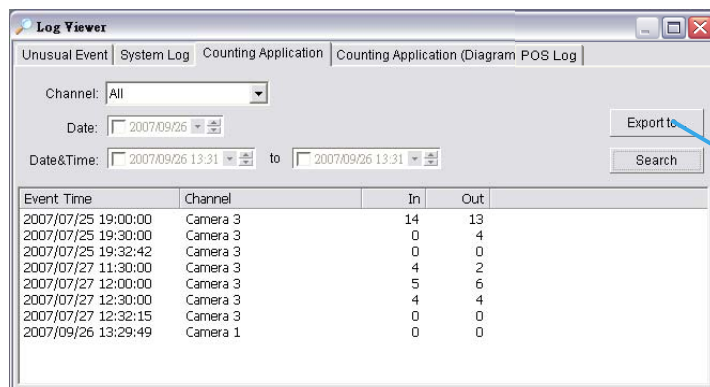 Log Viewer
Unusual Event System Log Counting Application Counting Application (Diagram POS Log
Channel: All
Date: 2007/09/26
Export to
Date&Time: 2007/09/26 13:31 to 2007/09/26 13:31
Search
Event Time Channel In Out
2007/07/25 19:00:00 Camera 3 14 13
2007/07/25 19:30:00 Camera 3 0 4
2007/07/25 19:32:42 Camera 3 0 0
2007/07/27 11:30:00 Camera 3 4 2
2007/07/27 12:00:00 Camera 3 5 6
2007/07/27 12:30:00 Camera 3 4 4
2007/07/27 12:32:15 Camera 3 0 0
2007/09/26 13:29:49 Camera 1 0 0